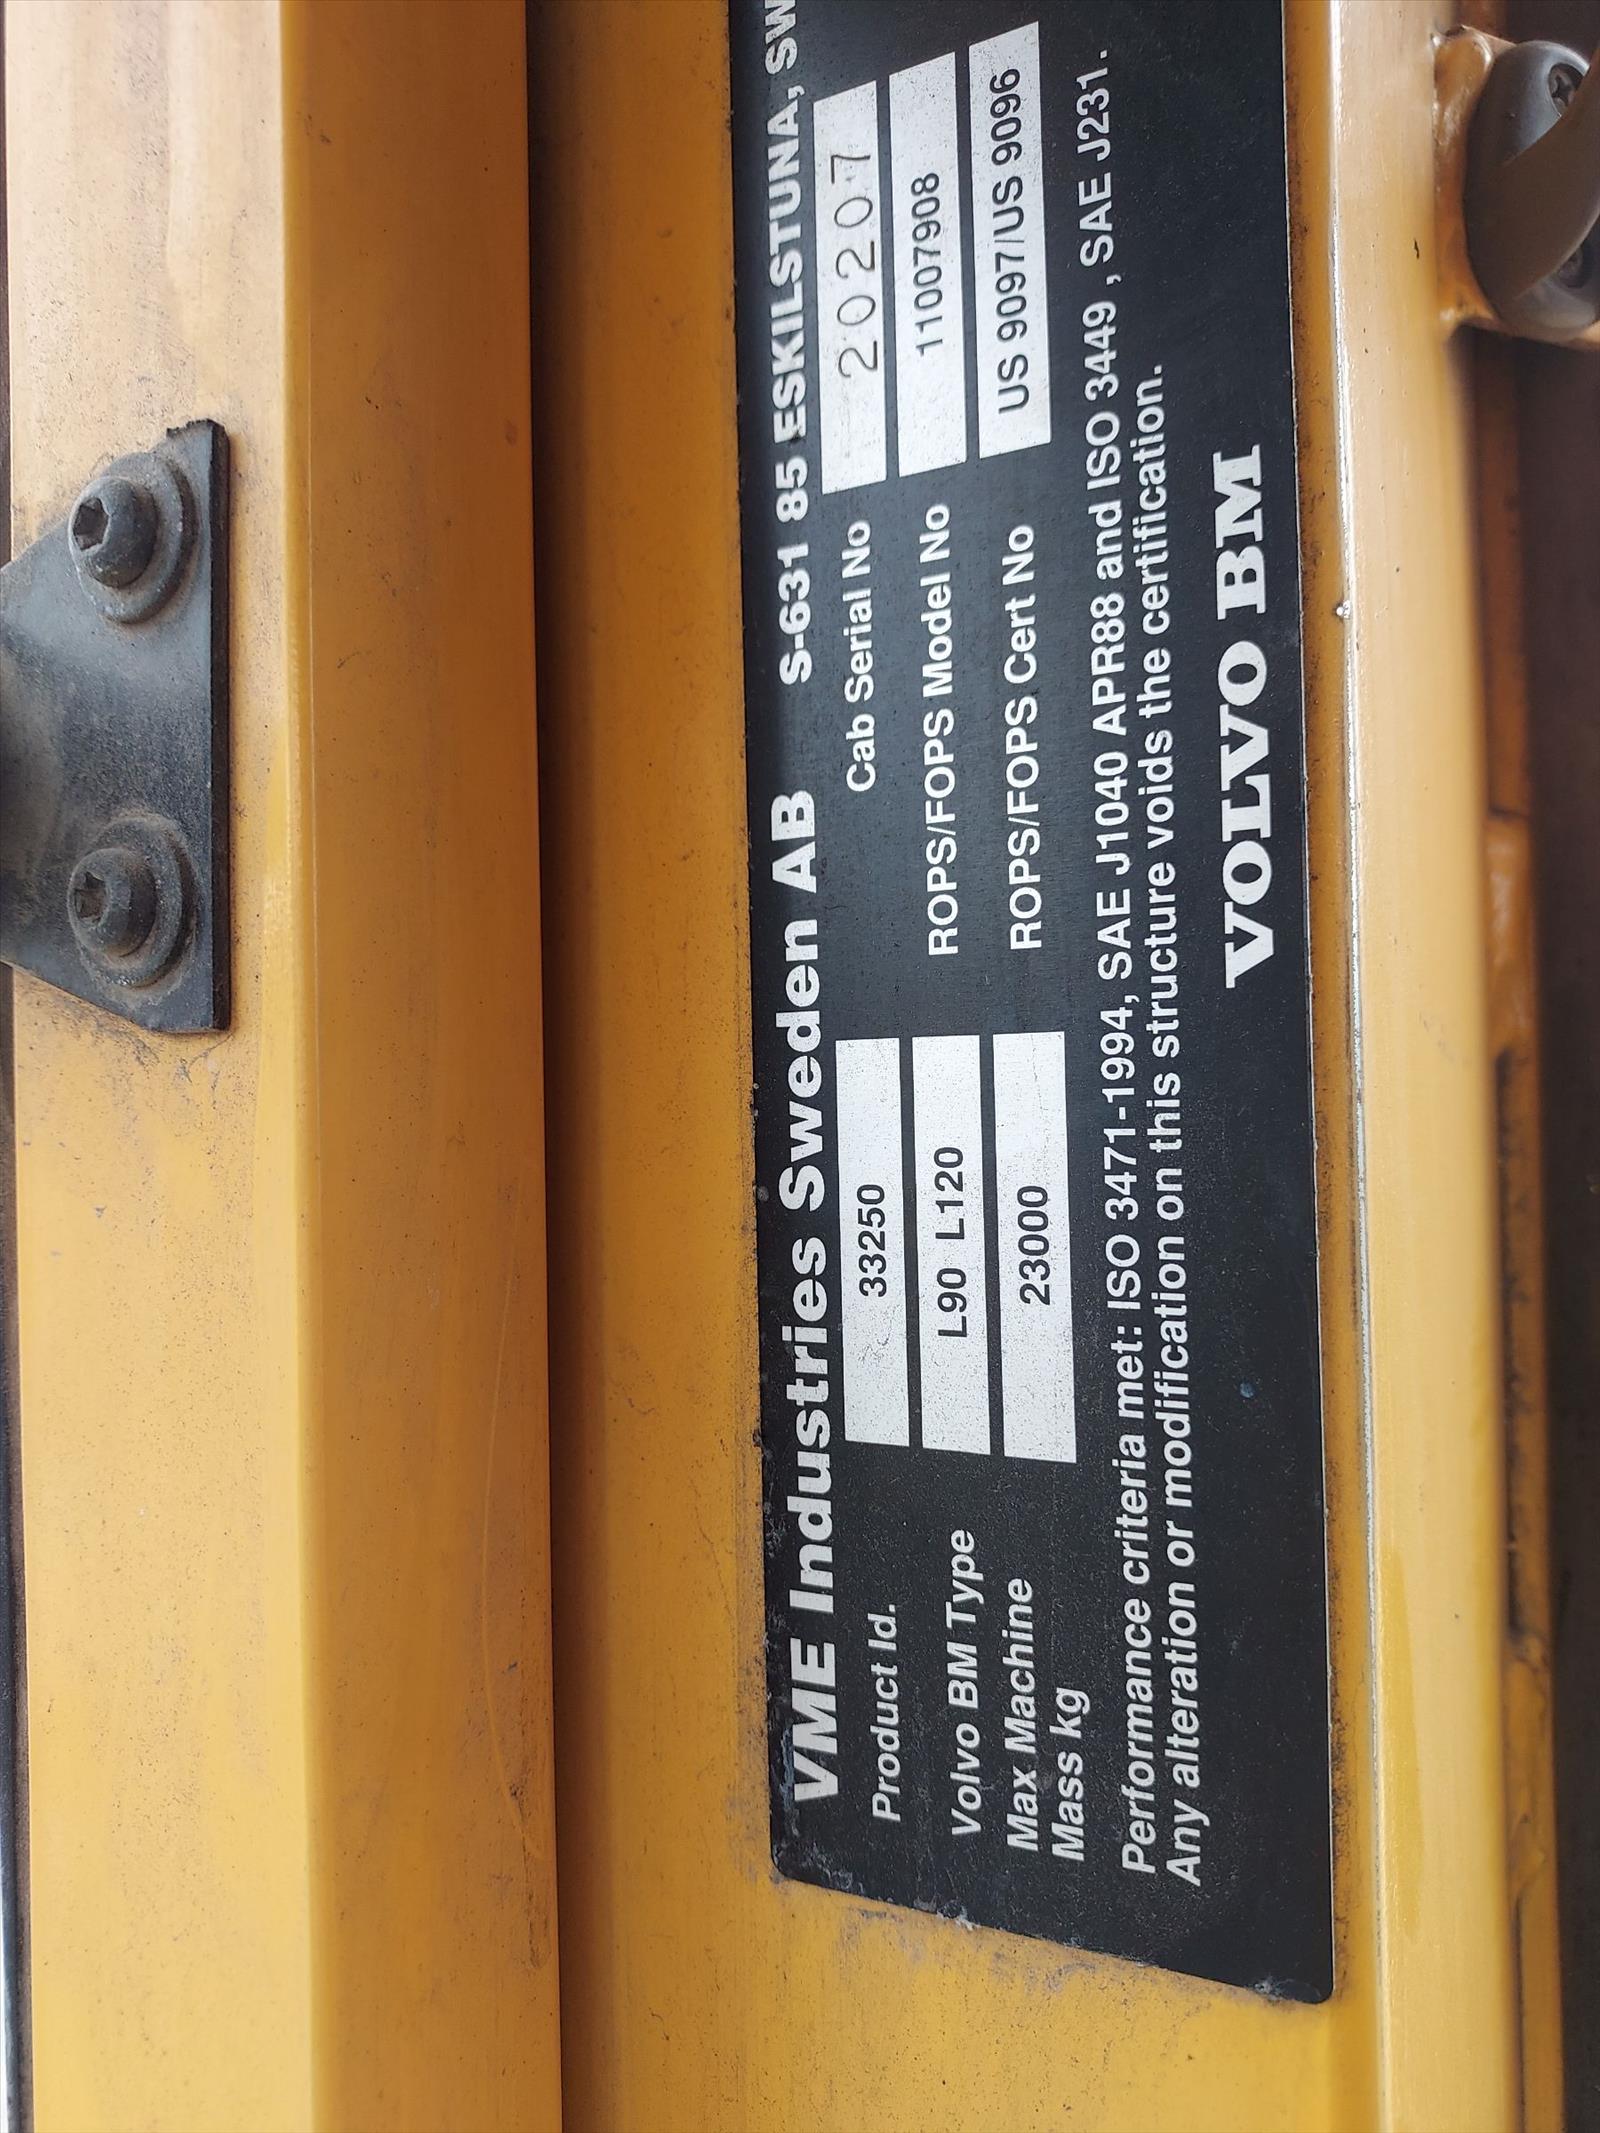 VME Industries Sweden AB S-631 85 ESKILSTUNA,
Product Id. 33250 Cab Serial No 20207
Volvo BM Type L90 L120 ROPS/FOPS Model No 11007908
Max Machine
Mass kg 23000 ROPS/FOPS Cert No US 9097/US 9096
Performance criteria met: ISO 3471-1994, SAE J1040 APR88 and ISO 3449 , SAE J231.
Any alteration or modification on this structure voids the certification.
VOLVO BM